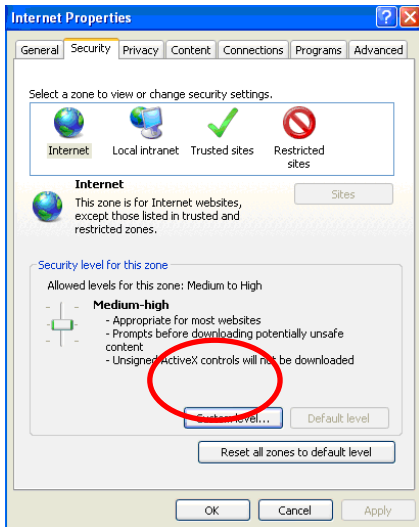 Internet Properties
General Security Privacy Content Connections Programs Advanced
Select a zone to view or change security settings.
Internet Local intranet Trusted sites Restricted
sites
Internet
Sites
This zone is for Internet websites,
except those listed in trusted and
restricted zones.
Security level for this zone
Allowed levels for this zone: Medium to High
Medium-high
- Appropriate for most websites
- Prompts before downloading potentially unsafe
content
- Unsigned ActiveX controls will not be downloaded
Custom level... Default level
Reset all zones to default level
OK Cancel Apply